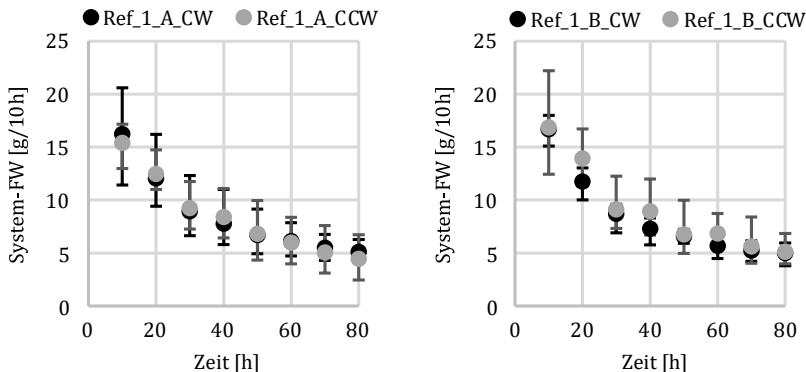 Ref_1_A_CW Ref_1_A_CCW
System-FW [g/10h]
25
20
15
10
5
0
0 20 40 60 80
Zeit [h]
Ref_1_B_CW Ref_1_B_CCW
System-FW [g/10h]
25
20
15
10
5
0
0 20 40 60 80
Zeit [h]